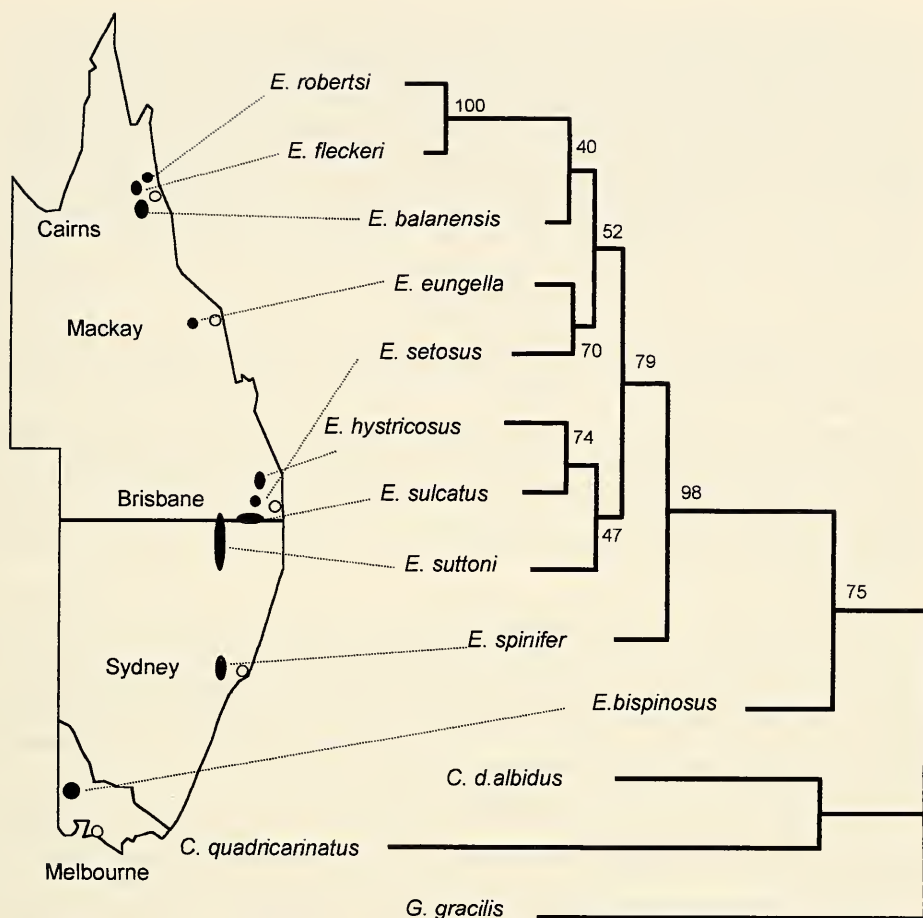 E. robertsi
100
E. fleckeri
40
Cairns
E. balanensis
52
E. eungella
Mackay
E. setosus
70
79
E. hystricosus
74
Brisbane
E. sulcatus
98
47
E. suttoni
75
E. spinifer
Sydney
E.bispinosus
C. d.albidus
C. quadricarinatus
Melbourne
G. gracilis